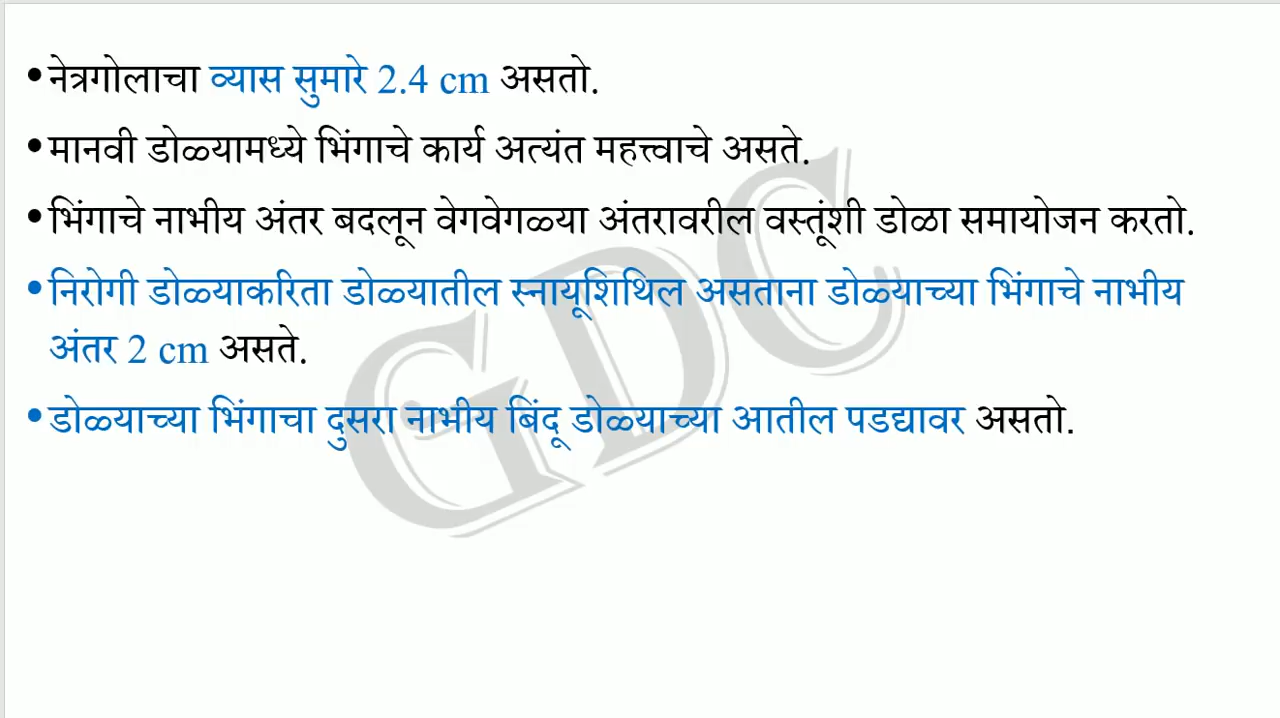 • नेत्रगोलाचा व्यास सुमारे 2.4 cm असतो.
• मानवी डोळ्यामध्ये भिंगाचे कार्य अत्यंत महत्त्वाचे असते.
• भिंगाचे नाभीय अंतर बदलून वेगवेगळ्या अंतरावरील वस्तूंशी डोळा समायोजन करतो.
• निरोगी डोळ्याकरिता डोळ्यातील स्नायूशिथिल असताना डोळ्याच्या भिंगाचे नाभीय
अंतर 2 cm असते.
• डोळ्याच्या भिंगाचा दुसरा नाभीय बिंदू डोळ्याच्या आतील पडद्यावर असतो.
GDC